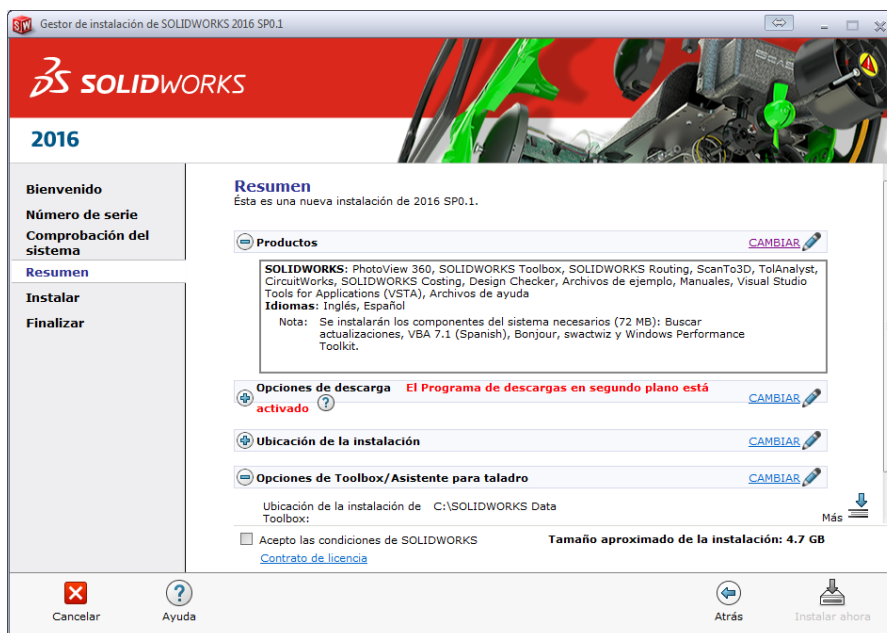 Gestor de instalación de SOLIDWORKS 2016 SP0.1
SOLIDWORKS
2016
Bienvenido
Número de serie
Comprobación del
sistema
Resumen
Instalar
Finalizar
Resumen
Ésta es una nueva instalación de 2016 SP0.1.
Productos CAMBIAR
SOLIDWORKS: PhotoView 360, SOLIDWORKS Toolbox, SOLIDWORKS Routing, ScanTo3D, TolAnalyst,
CircuitWorks, SOLIDWORKS Costing, Design Checker, Archivos de ejemplo, Manuales, Visual Studio
Tools for Applications (VSTA), Archivos de ayuda
Idiomas: Inglés, Español
Nota: Se instalarán los componentes del sistema necesarios (72 MB): Buscar
actualizaciones, VBA 7.1 (Spanish), Bonjour, swactwiz y Windows Performance
Toolkit.
Opciones de descarga El Programa de descargas en segundo plano está
activado ? CAMBIAR
Ubicación de la instalación CAMBIAR
Opciones de Toolbox/Asistente para taladro CAMBIAR
Ubicación de la instalación de C:\SOLIDWORKS Data
Toolbox:
Más
Acepto las condiciones de SOLIDWORKS Tamaño aproximado de la instalación: 4.7 GB
Contrato de licencia
Cancelar Ayuda Atrás Instalar ahora